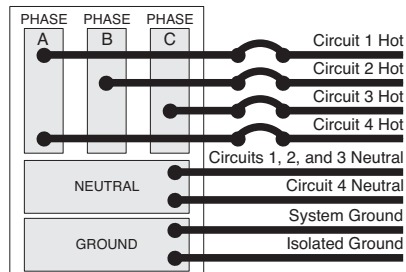 PHASE PHASE PHASE
A B C
Circuit 1 Hot
Circuit 2 Hot
Circuit 3 Hot
Circuit 4 Hot
Circuits 1, 2, and 3 Neutral
NEUTRAL
Circuit 4 Neutral
System Ground
GROUND
Isolated Ground